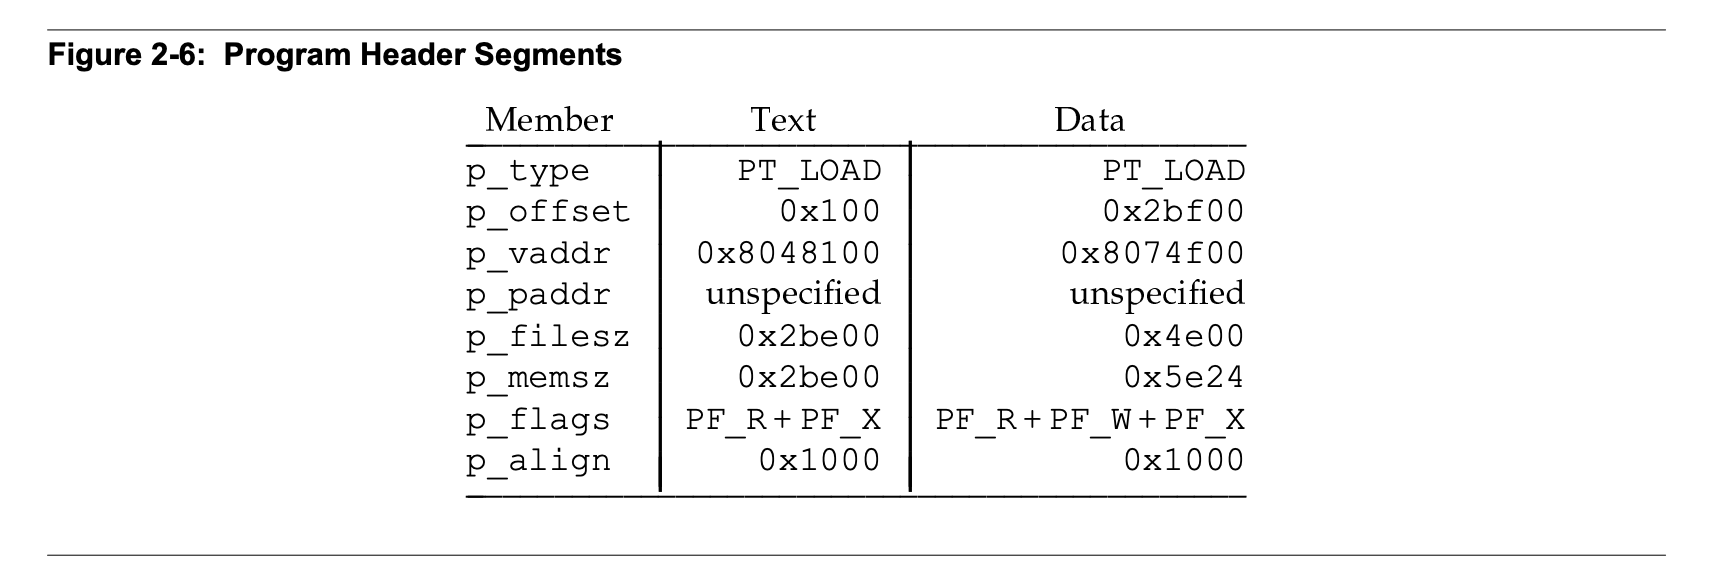 Figure 2-6: Program Header Segments
Member Text Data
p_type PT_LOAD PT_LOAD
p_offset 0x100 0x2bf00
p_vaddr 0x8048100 0x8074f00
p_paddr unspecified unspecified
p_filesz 0x2be00 0x4e00
p_memsz 0x2be00 0x5e24
p_flags PF_R+PF_X PF_R+PF_W+PF_X
p_align 0x1000 0x1000